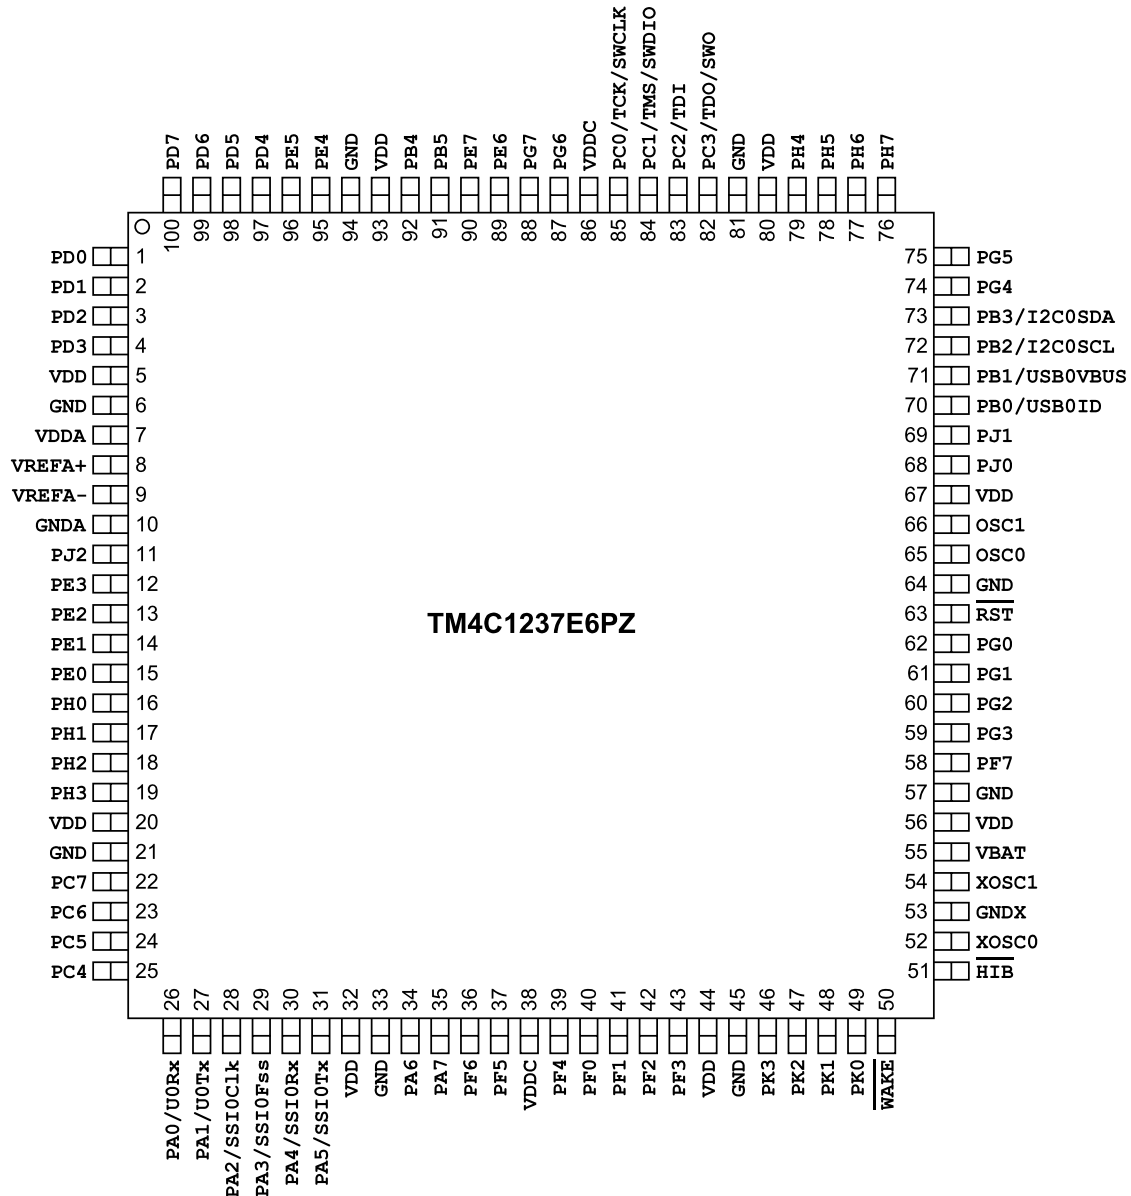 PD7
PD6
PD5
PD4
PE5
PE4
GND
VDD
PB4
PB5
PE7
PE6
PG7
PG6
VDDC
PC0/TCK/SWCLK
PC1/TMS/SWDIO
PC2/TDI
PC3/TDO/SWO
GND
VDD
PH4
PH5
PH6
PH7
100
99
98
97
96
95
94
93
92
91
90
89
88
87
86
85
84
83
82
81
80
79
78
77
76
PD0 1
PD1 2
PD2 3
PD3 4
VDD 5
GND 6
VDDA 7
VREFA+ 8
VREFA- 9
GNDA 10
PJ2 11
PE3 12
PE2 13
PE1 14
PE0 15
PH0 16
PH1 17
PH2 18
PH3 19
VDD 20
GND 21
PC7 22
PC6 23
PC5 24
PC4 25
TM4C1237E6PZ
75 PG5
74 PG4
73 PB3/I2C0SDA
72 PB2/I2C0SCL
71 PB1/USB0VBUS
70 PB0/USB0ID
69 PJ1
68 PJ0
67 VDD
66 OSC1
65 OSC0
64 GND
63 RST
62 PG0
61 PG1
60 PG2
59 PG3
58 PF7
57 GND
56 VDD
55 VBAT
54 XOSC1
53 GNDX
52 XOSC0
51 HIB
26
27
28
29
30
31
32
33
34
35
36
37
38
39
40
41
42
43
44
45
46
47
48
49
50
PA0/U0Rx
PA1/U0Tx
PA2/SSI0Clk
PA3/SSI0Fss
PA4/SSI0Rx
PA5/SSI0Tx
VDD
GND
PA6
PA7
PF6
PF5
VDDC
PF4
PF0
PF1
PF2
PF3
VDD
GND
PK3
PK2
PK1
PK0
WAKE